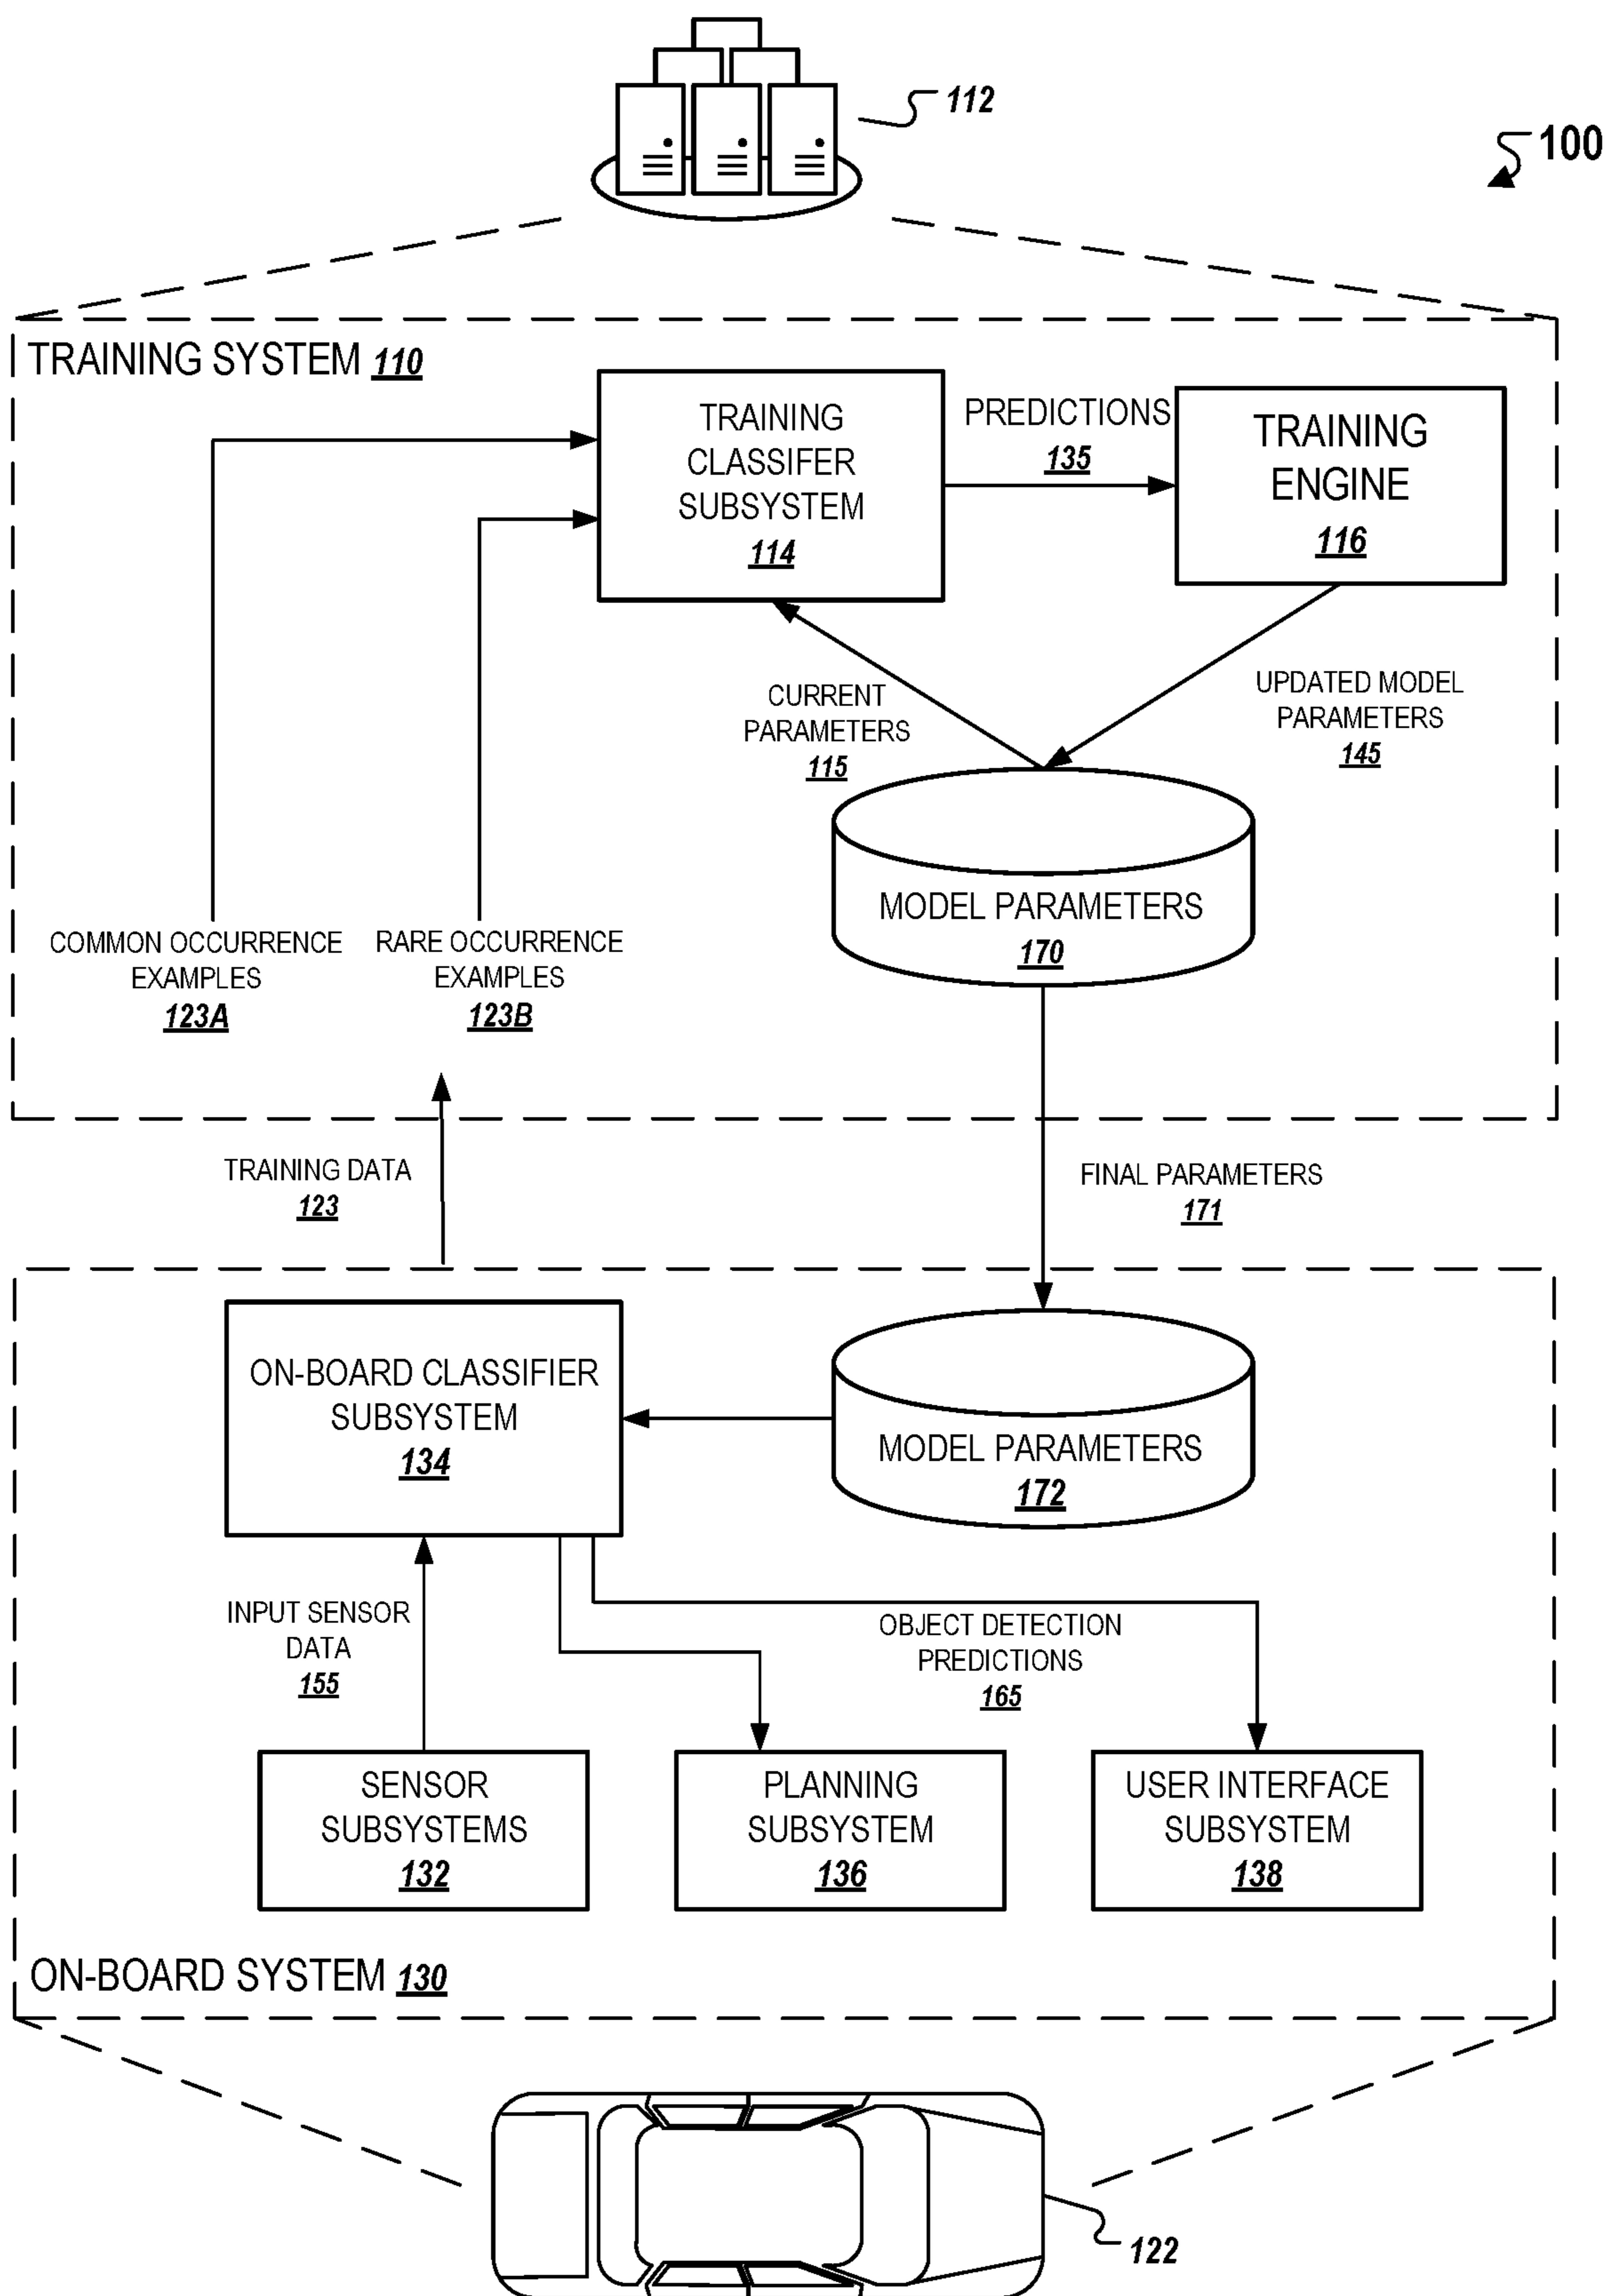 112
100
TRAINING SYSTEM 110
TRAINING
CLASSIFER
SUBSYSTEM
114
PREDICTIONS
135
TRAINING
ENGINE
116
CURRENT
PARAMETERS
115
UPDATED MODEL
PARAMETERS
145
MODEL PARAMETERS
170
COMMON OCCURRENCE
EXAMPLES
123A
RARE OCCURRENCE
EXAMPLES
123B
TRAINING DATA
123
FINAL PARAMETERS
171
ON-BOARD CLASSIFIER
SUBSYSTEM
134
MODEL PARAMETERS
172
INPUT SENSOR
DATA
155
OBJECT DETECTION
PREDICTIONS
165
SENSOR
SUBSYSTEMS
132
PLANNING
SUBSYSTEM
136
USER INTERFACE
SUBSYSTEM
138
ON-BOARD SYSTEM 130
122